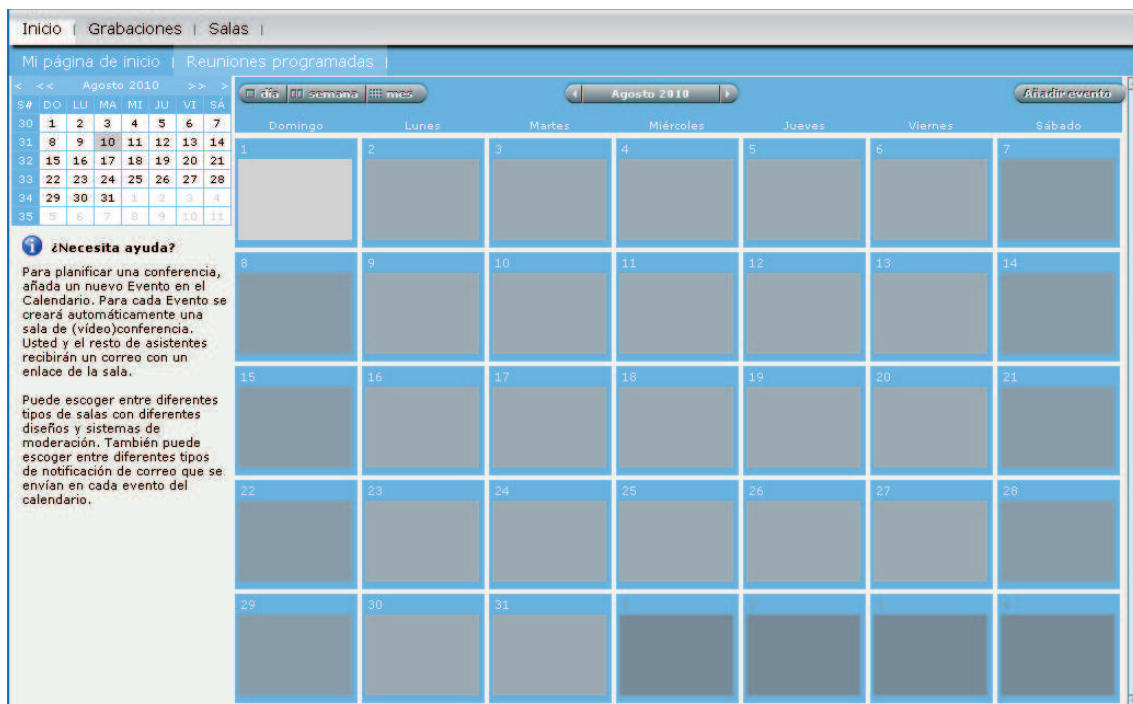 Inicio | Grabaciones | Salas |
Mi página de inicio | Reuniones programadas |
< << Agosto 2010 >> >
S# DO LU MA MI JU VI SÁ
30 1 2 3 4 5 6 7
31 8 9 10 11 12 13 14
32 15 16 17 18 19 20 21
33 22 23 24 25 26 27 28
34 29 30 31 1 2 3 4
35 5 6 7 8 9 10 11
¿Necesita ayuda?
Para planificar una conferencia,
añada un nuevo Evento en el
Calendario. Para cada Evento se
creará automáticamente una
sala de (vídeo)conferencia.
Usted y el resto de asistentes
recibirán un correo con un
enlace de la sala.
Puede escoger entre diferentes
tipos de salas con diferentes
diseños y sistemas de
moderación. También puede
escoger entre diferentes tipos
de notificación de correo que se
envían en cada evento del
calendario.
día semana mes
Agosto 2010
Añadir evento
Domingo Lunes Martes Miércoles Jueves Viernes Sábado
1 2 3 4 5 6 7
8 9 10 11 12 13 14
15 16 17 18 19 20 21
22 23 24 25 26 27 28
29 30 31 1 2 3 4